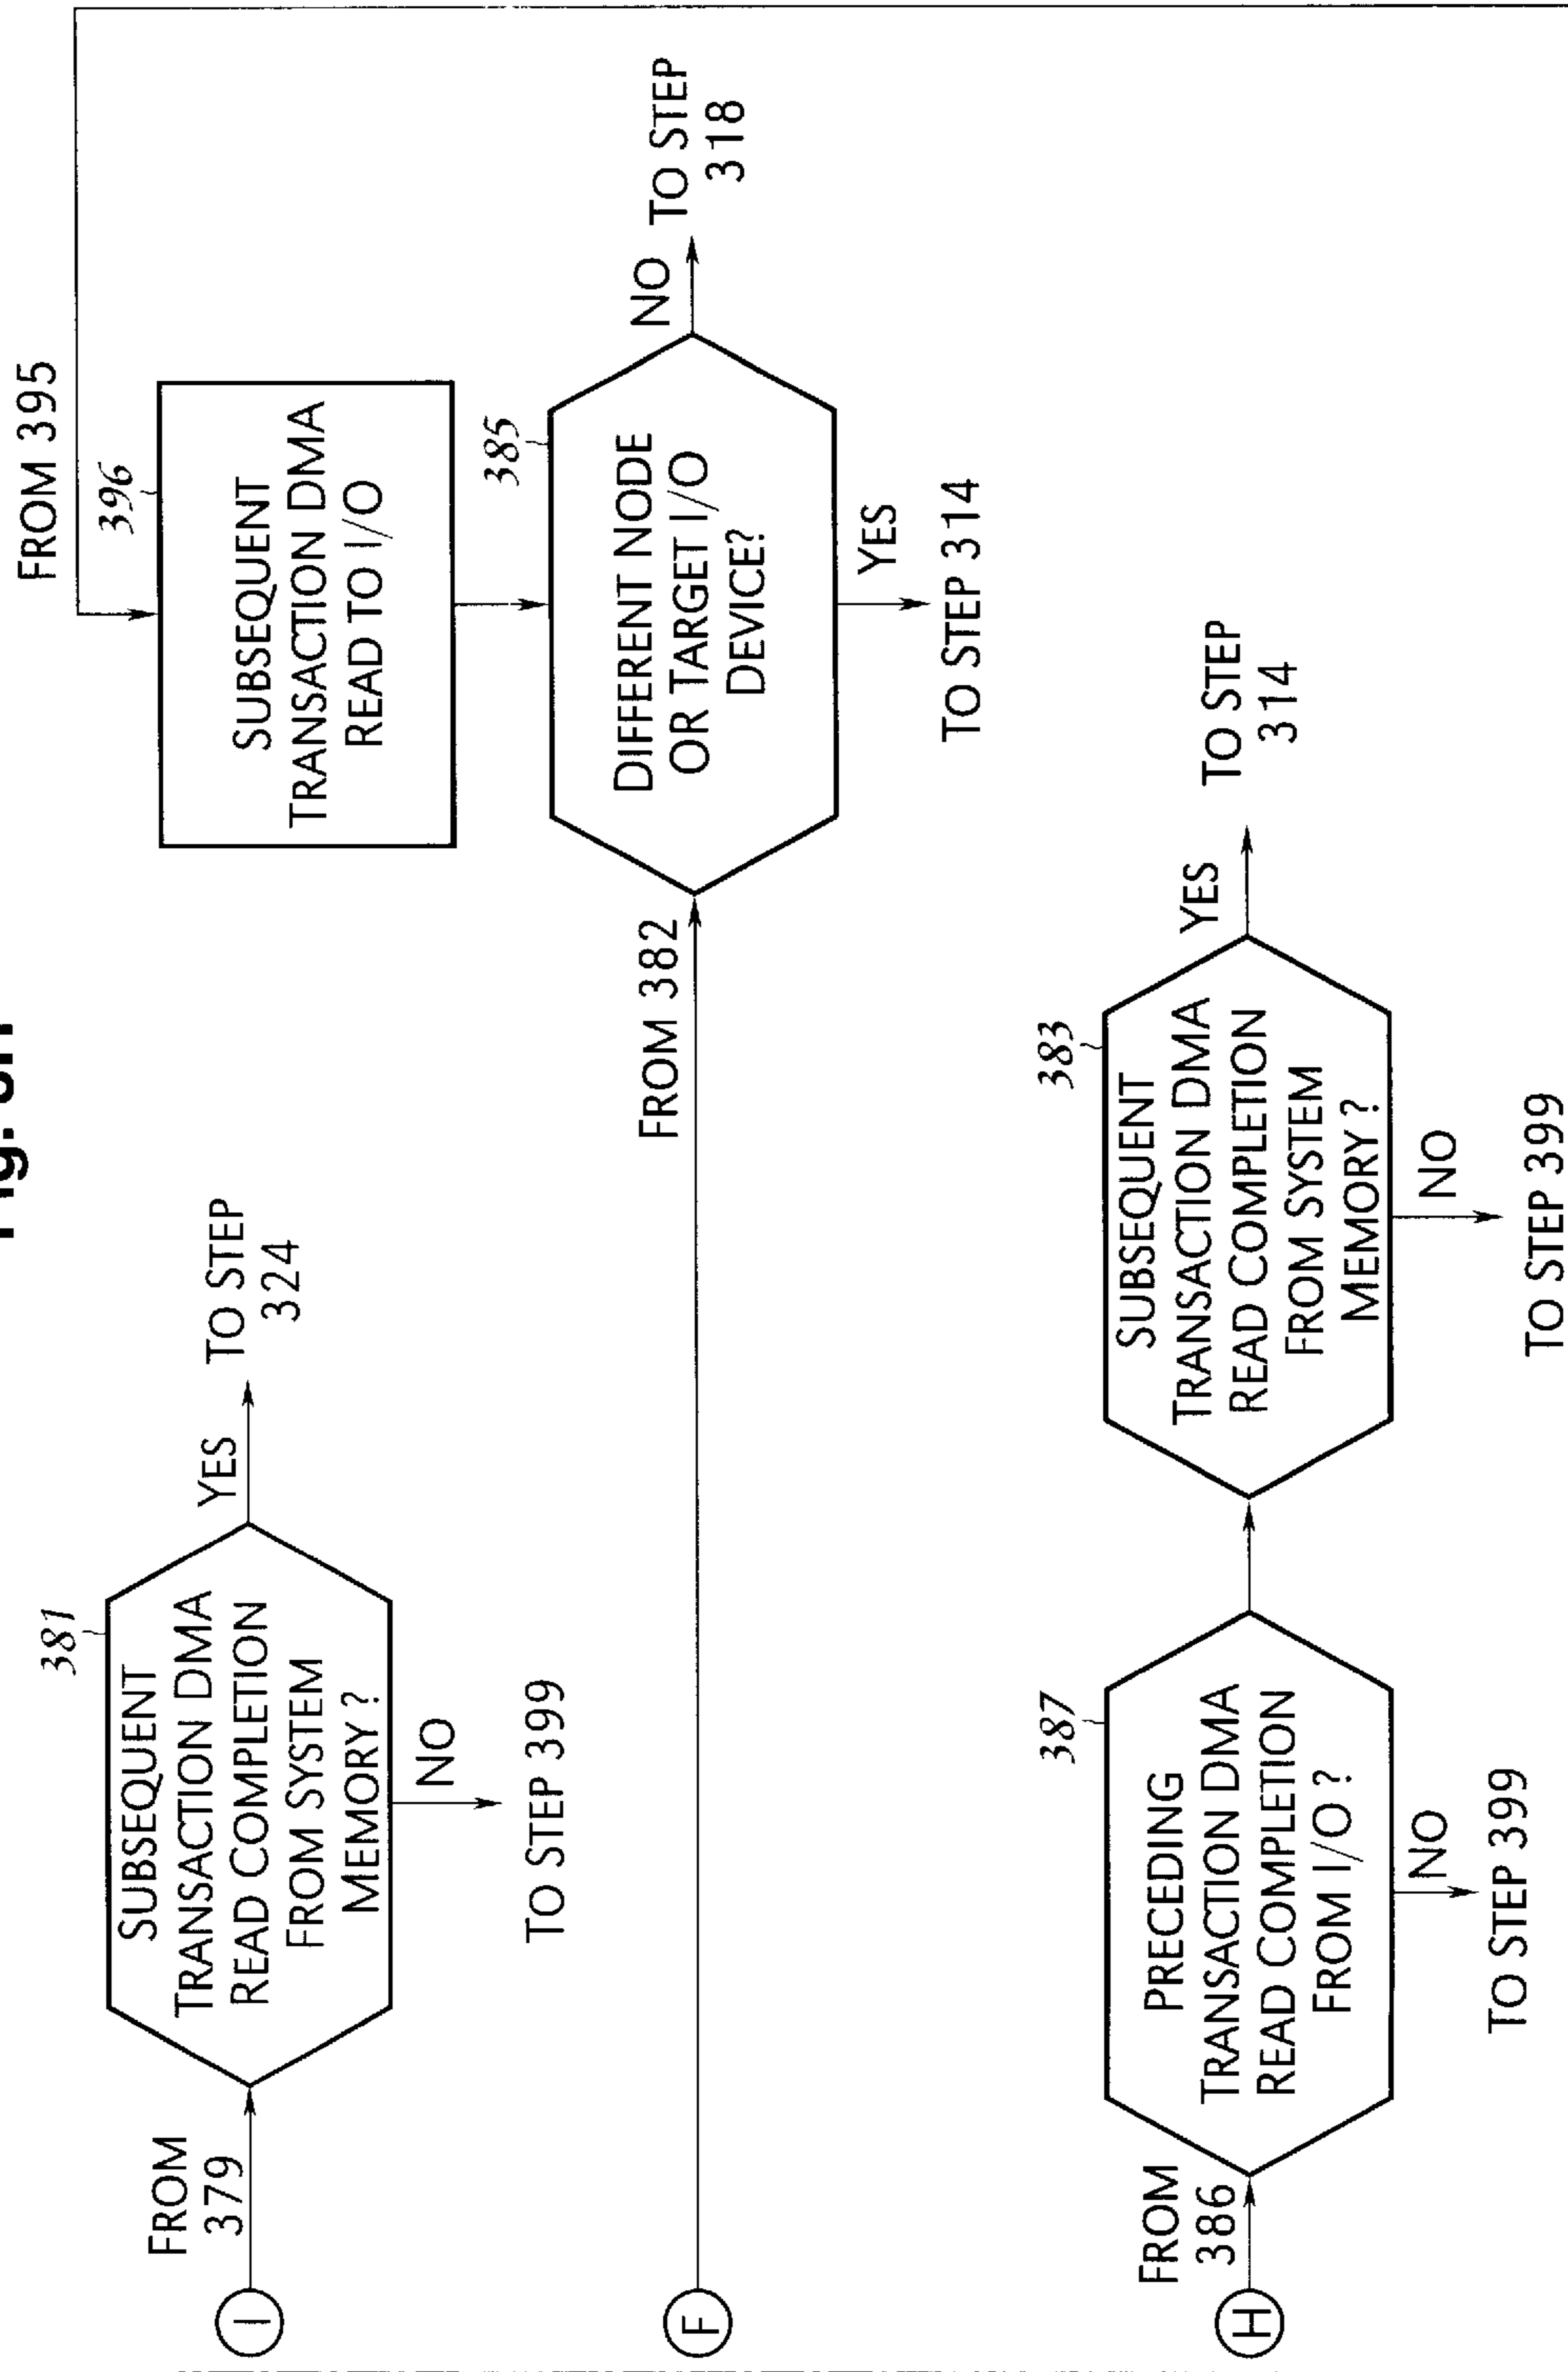 Fig.
I
FROM
379
381
SUBSEQUENT
TRANSACTION DMA
READ COMPLETION
FROM SYSTEM
MEMORY ?
YES
TO STEP
324
NO
TO STEP 399
FROM 395
396
SUBSEQUENT
TRANSACTION DMA
READ TO I/O
F
FROM 382
385
DIFFERENT NODE
OR TARGET I/O
DEVICE?
NO
TO STEP
318
YES
TO STEP 314
H
FROM
386
387
PRECEDING
TRANSACTION DMA
READ COMPLETION
FROM I/O ?
NO
TO STEP 399
383
SUBSEQUENT
TRANSACTION DMA
READ COMPLETION
FROM SYSTEM
MEMORY ?
YES
TO STEP
314
NO
TO STEP 399